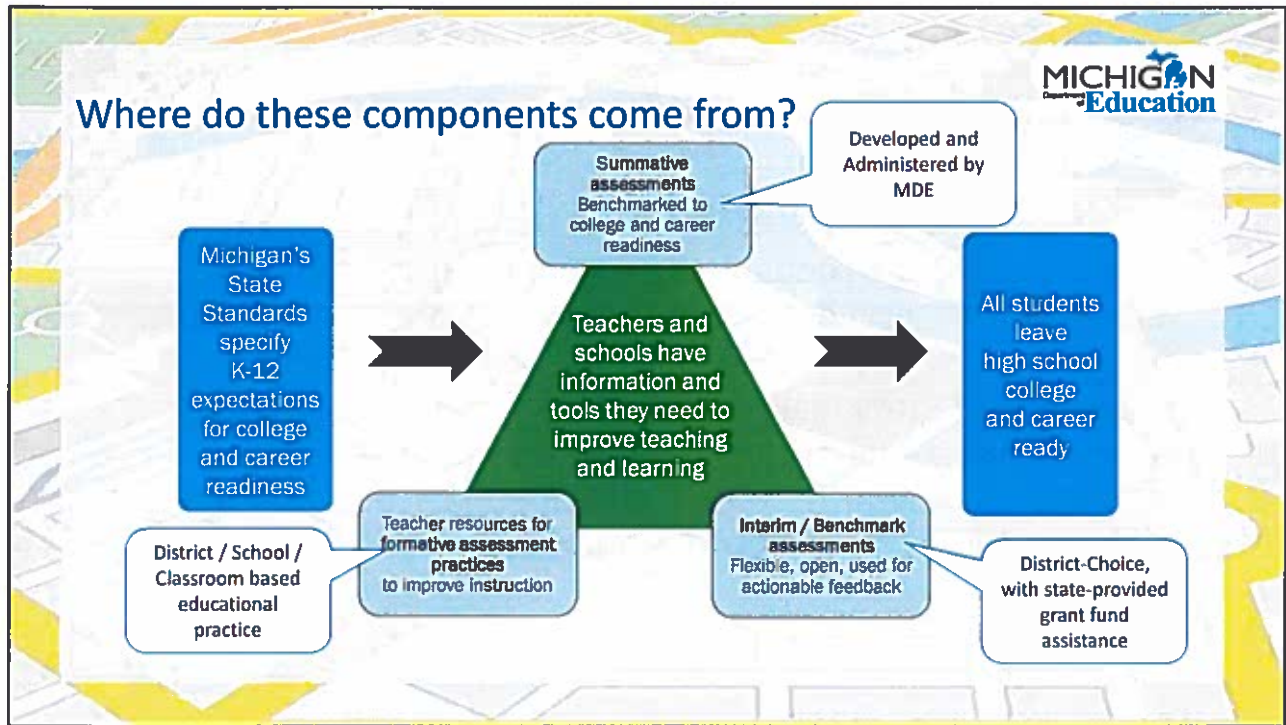 MICHIGAN
Department of
Education
Where do these components come from?
Developed and
Administered by
MDE
Summative
assessments
Benchmarked to
college and career
readiness
Michigan's
State
Standards
specify
K-12
expectations
for college
and career
readiness
Teachers and
schools have
information and
tools they need to
improve teaching
and learning
All students
leave
high school
college
and career
ready
Teacher resources for
formative assessment
practices
to improve instruction
Interim / Benchmark
assessments
Flexible, open, used for
actionable feedback
District / School /
Classroom based
educational
practice
District-Choice,
with state-provided
grant fund
assistance